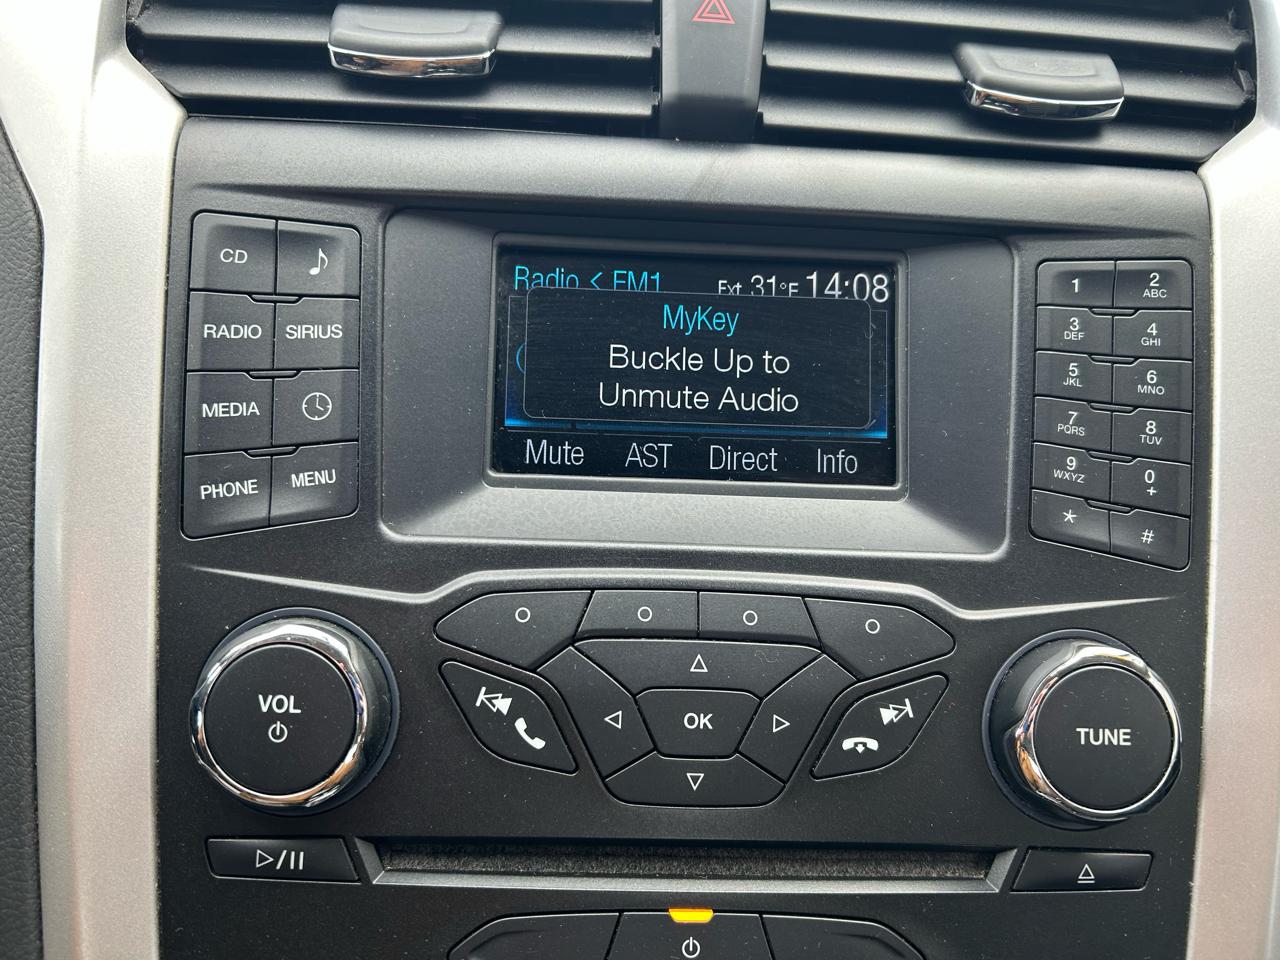 CD
RADIO SIRIUS
MEDIA
PHONE MENU
Radio < FM1 Ext 31°F 14:08
MyKey
Buckle Up to
Unmute Audio
Mute AST Direct Info
1 2 ABC
3 DEF 4 GHI
5 JKL 6 MNO
7 PQRS 8 TUV
9 WXYZ 0 +
* #
VOL
OK
TUNE